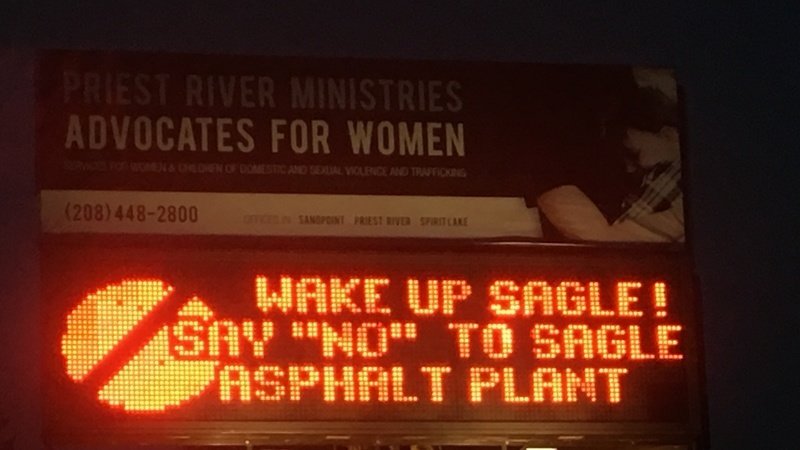 PRIEST RIVER MINISTRIES
ADVOCATES FOR WOMEN
SERVICES FOR WOMEN & CHILDREN OF DOMESTIC AND SEXUAL VIOLENCE AND TRAFFICKING
(208)448-2800
OFFICES IN SANDPOINT PRIEST RIVER SPIRIT LAKE
WAKE UP SAGLE!
SAY "NO" TO SAGLE
ASPHALT PLANT